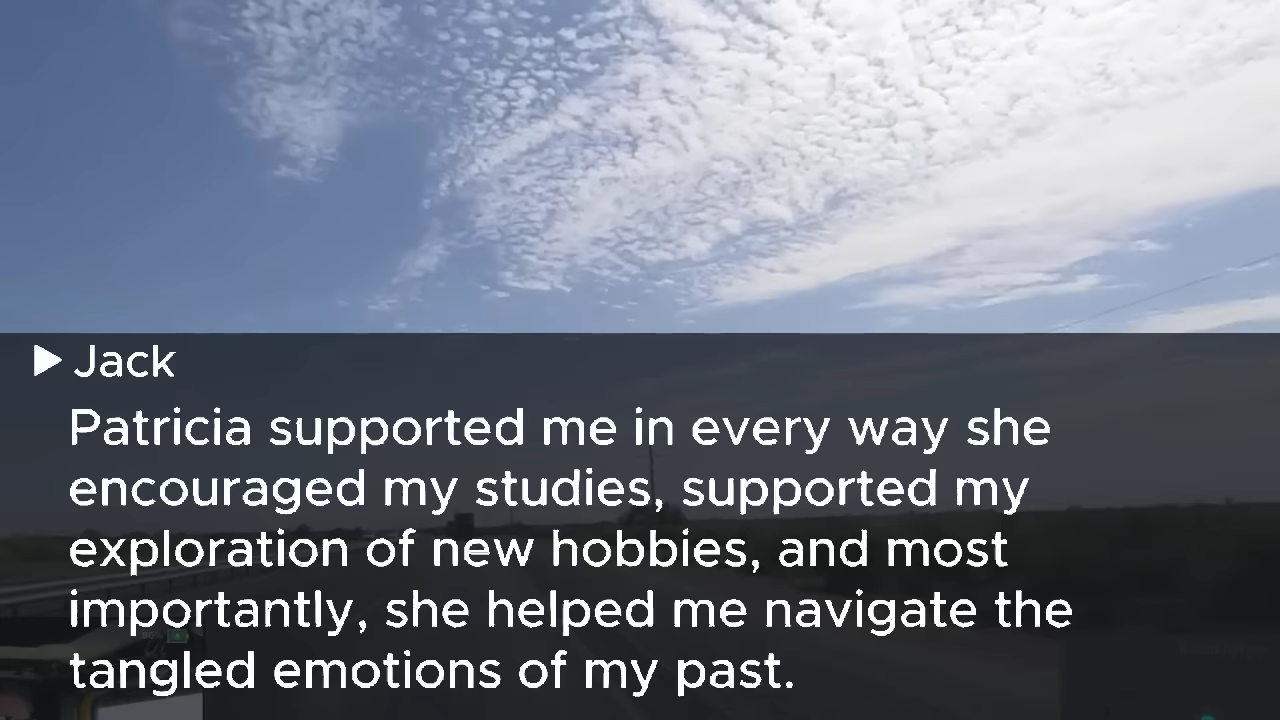 Jack
Patricia supported me in every way she
encouraged my studies, supported my
exploration of new hobbies, and most
importantly, she helped me navigate the
tangled emotions of my past.